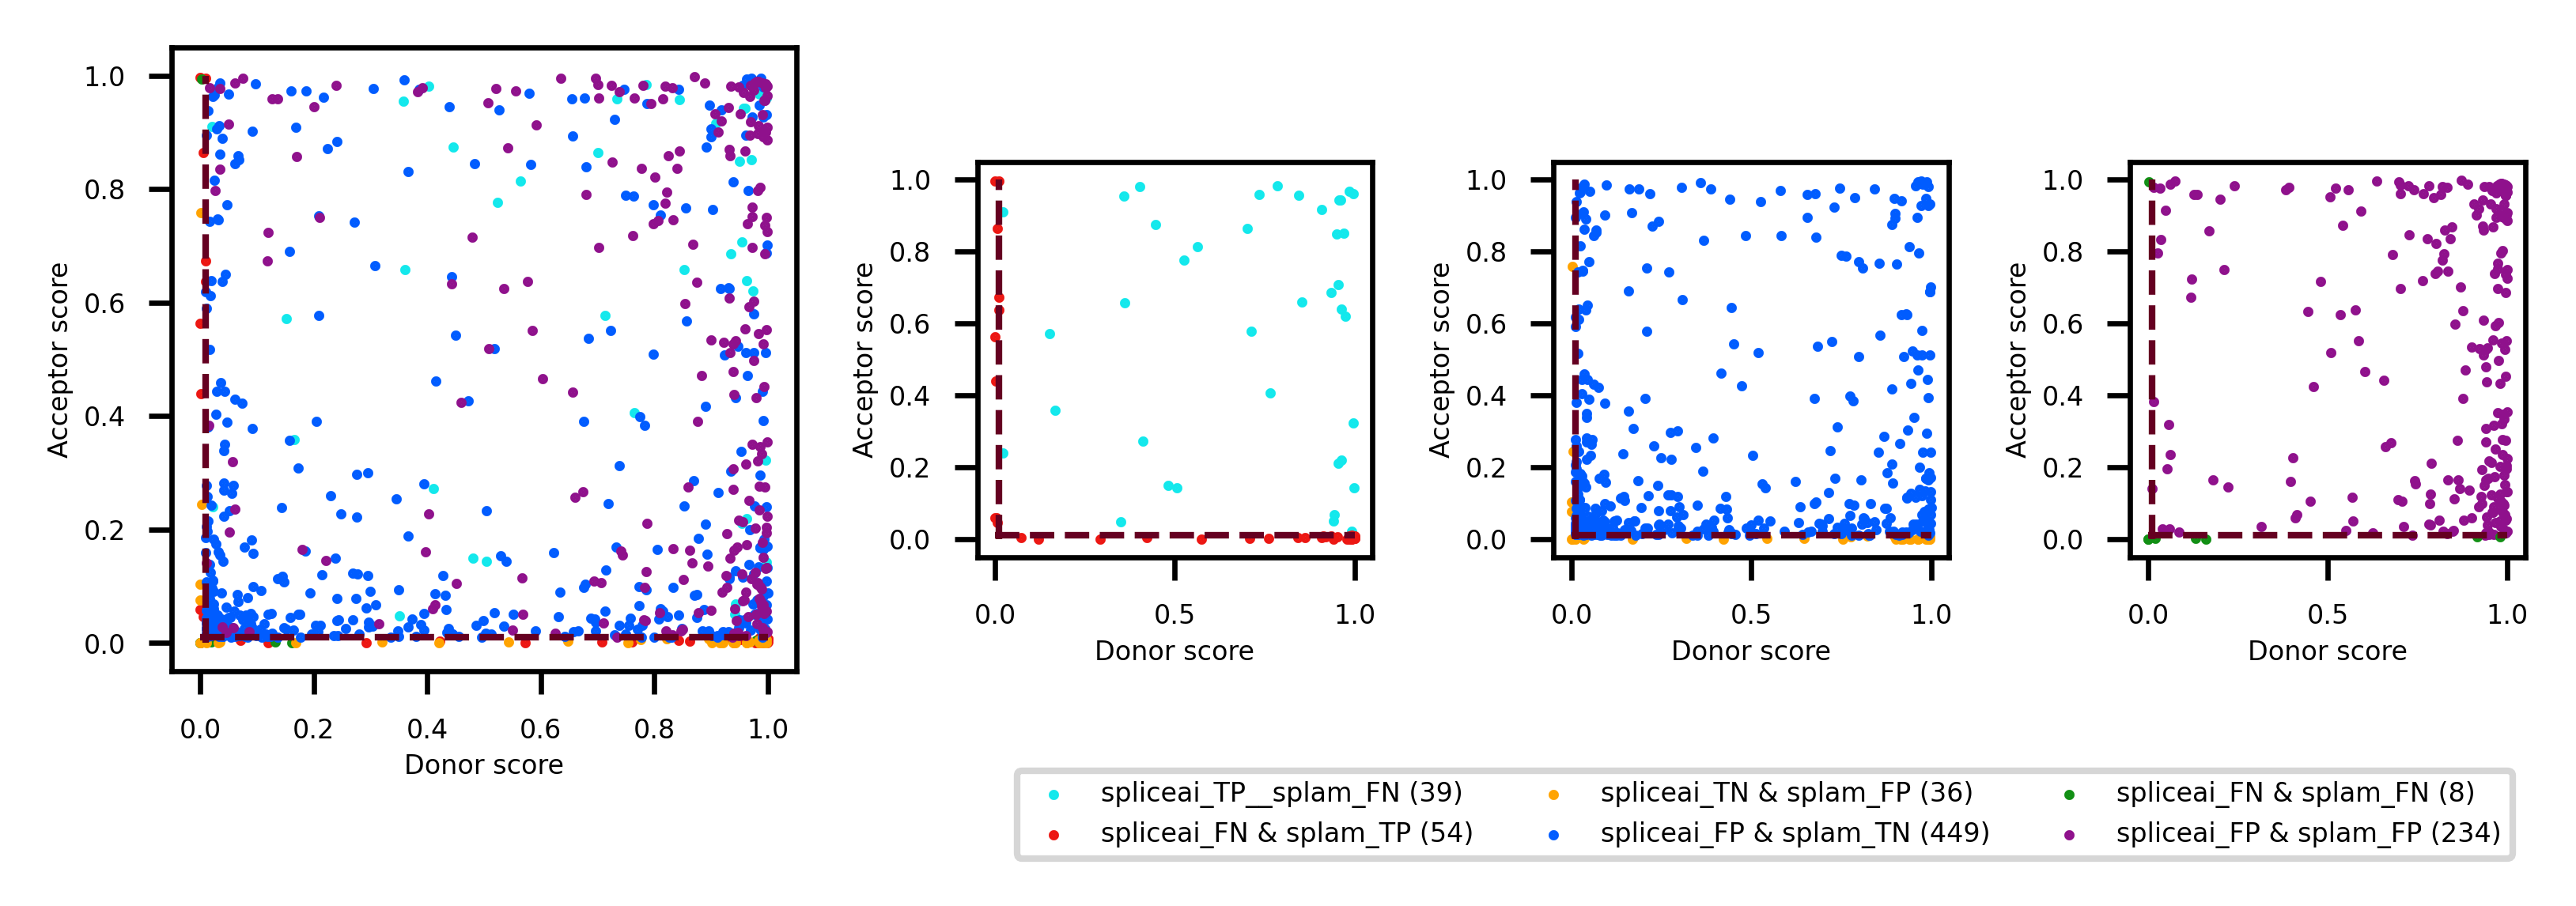 1.0
0.8
0.6
0.4
0.2
0.0
Acceptor score
0.0 0.2 0.4 0.6 0.8 1.0
Donor score
1.0
0.8
0.6
0.4
0.2
0.0
Acceptor score
0.0 0.5 1.0
Donor score
1.0
0.8
0.6
0.4
0.2
0.0
Acceptor score
0.0 0.5 1.0
Donor score
1.0
0.8
0.6
0.4
0.2
0.0
Acceptor score
0.0 0.5 1.0
Donor score
spliceai_TP__splam_FN (39)
spliceai_FN & splam_TP (54)
spliceai_TN & splam_FP (36)
spliceai_FP & splam_TN (449)
spliceai_FN & splam_FN (8)
spliceai_FP & splam_FP (234)